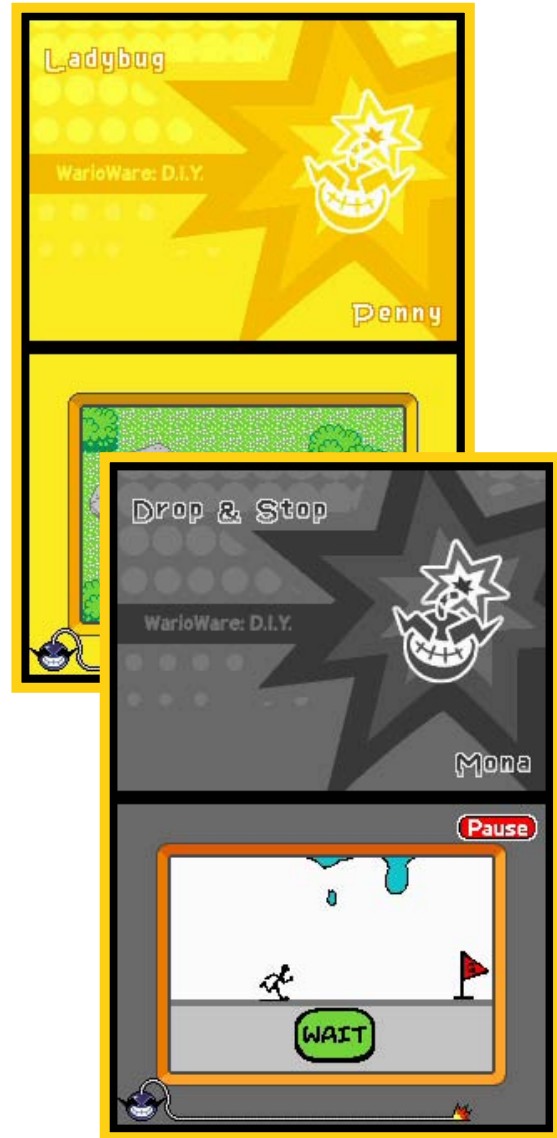 Ladybug
WarioWare: D.I.Y.
Penny
Drop & Stop
WarioWare: D.I.Y.
Mona
Pause
WAIT